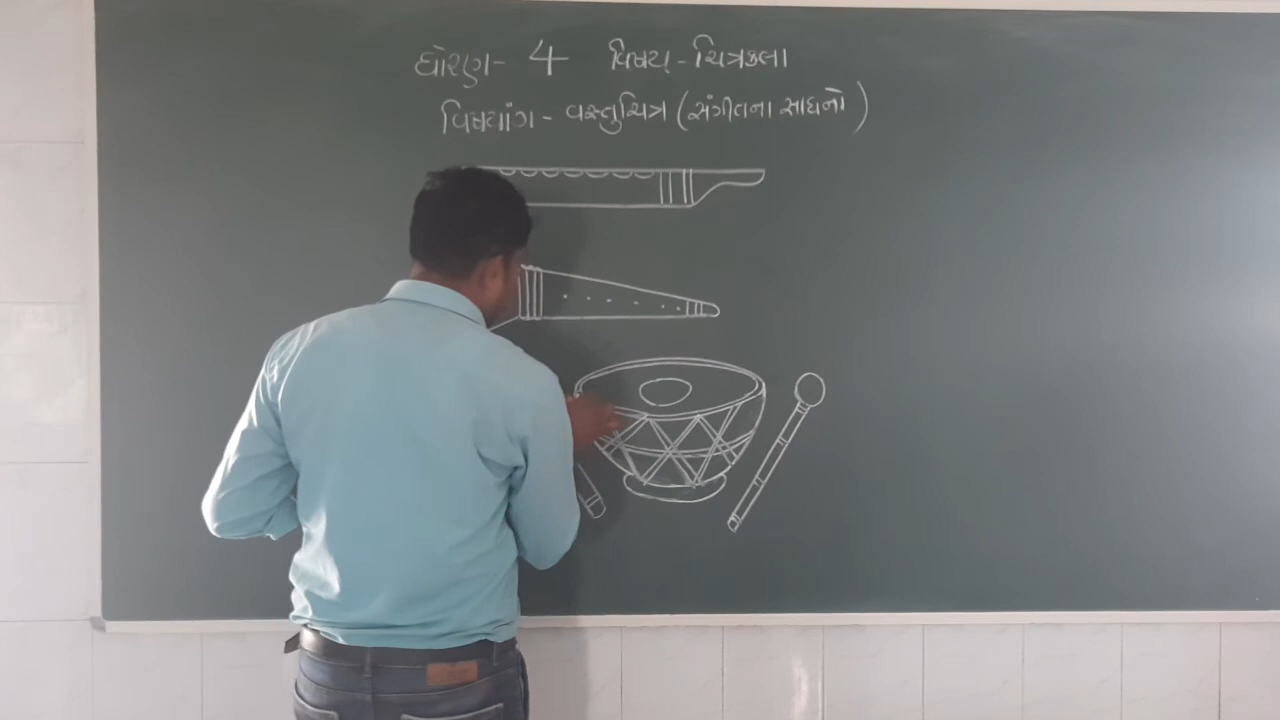 ધોરણ- 4 વિષય - ચિત્રકલા
વિષયાંગ - વસ્તુચિત્ર (સંગીતના સાધનો)